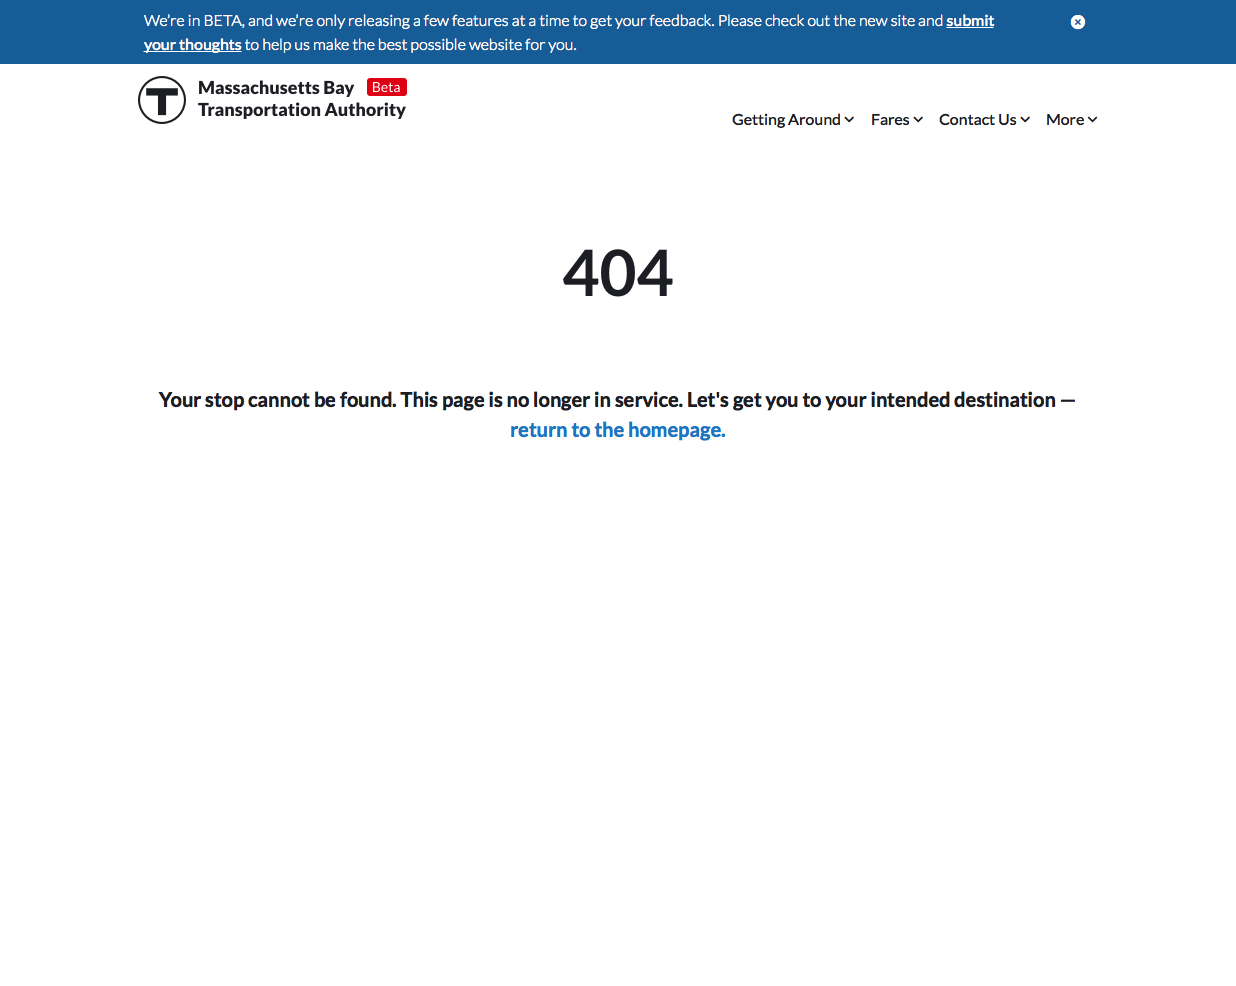 We're in BETA, and we're only releasing a few features at a time to get your feedback. Please check out the new site and submit
your thoughts to help us make the best possible website for you.
T
Massachusetts Bay Beta
Transportation Authority
Getting Around Fares Contact Us More
404
Your stop cannot be found. This page is no longer in service. Let's get you to your intended destination —
return to the homepage.